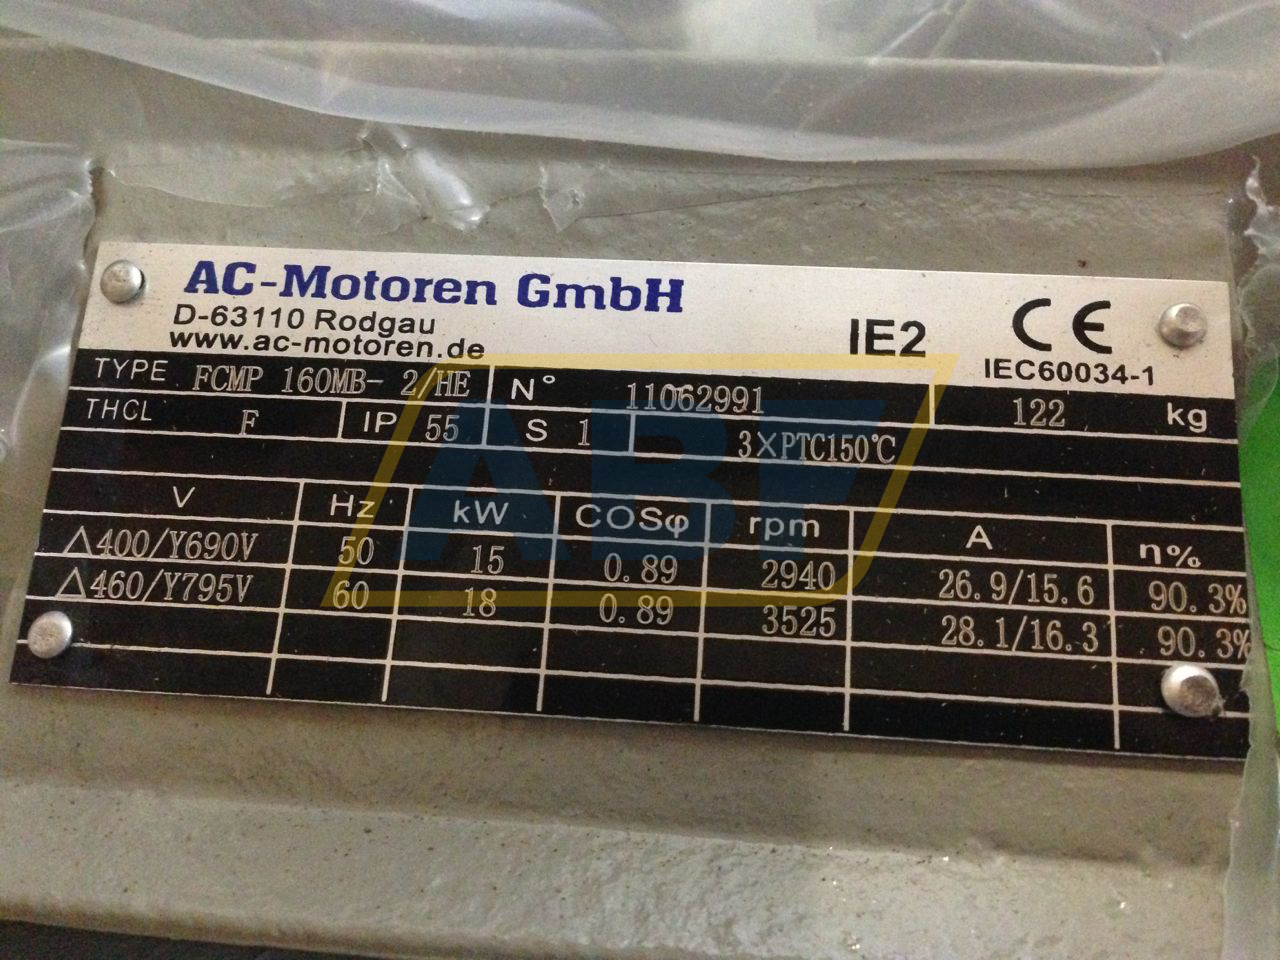 AC-Motoren GmbH
D-63110 Rodgau
www.ac-motoren.de
IE2 CE
IEC60034-1
TYPE FCMP 160MB- 2/HE N° 11062991 122 kg
THCL F IP 55 S 1 3×PTC150℃
V Hz kW COSφ rpm A η%
△400/Y690V 50 15 0.89 2940 26.9/15.6 90.3%
△460/Y795V 60 18 0.89 3525 28.1/16.3 90.3%
ABF